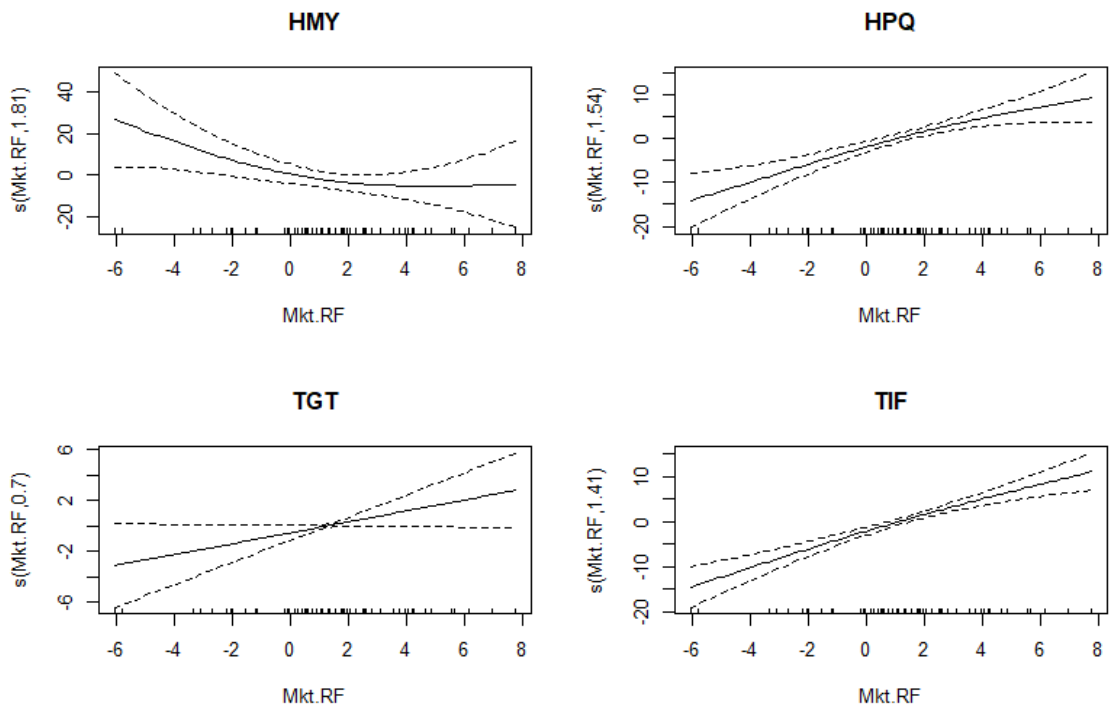 HMY
s(Mkt.RF,1.81)
40
20
0
-20
-6 -4 -2 0 2 4 6 8
Mkt.RF
HPQ
s(Mkt.RF,1.54)
10
0
-10
-20
-6 -4 -2 0 2 4 6 8
Mkt.RF
TGT
s(Mkt.RF,0.7)
6
2
-2
-6
-6 -4 -2 0 2 4 6 8
Mkt.RF
TIF
s(Mkt.RF,1.41)
10
0
-10
-20
-6 -4 -2 0 2 4 6 8
Mkt.RF